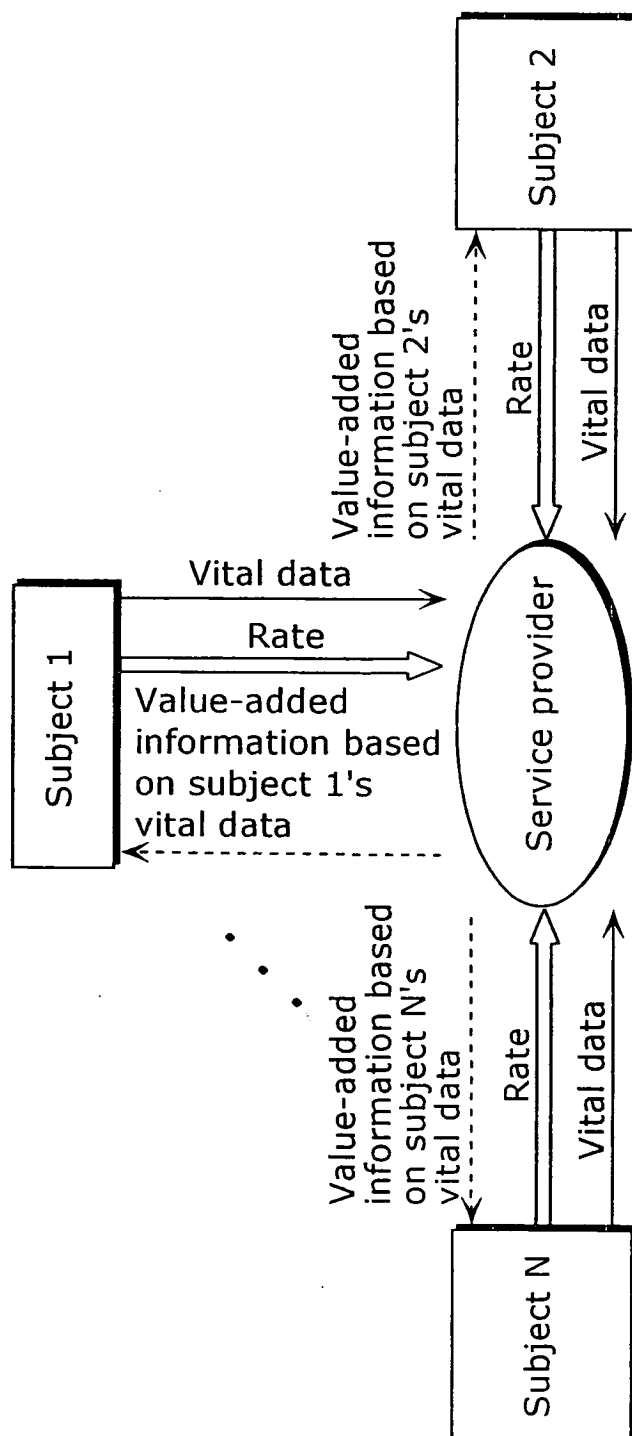 Subject 1
Vital data
Rate
Value-added
information based
on subject 1's
vital data
Subject 2
Value-added
information based
on subject 2's
vital data
Rate
Vital data
Service provider
Value-added
information based
on subject N's
vital data
Rate
Vital data
Subject N